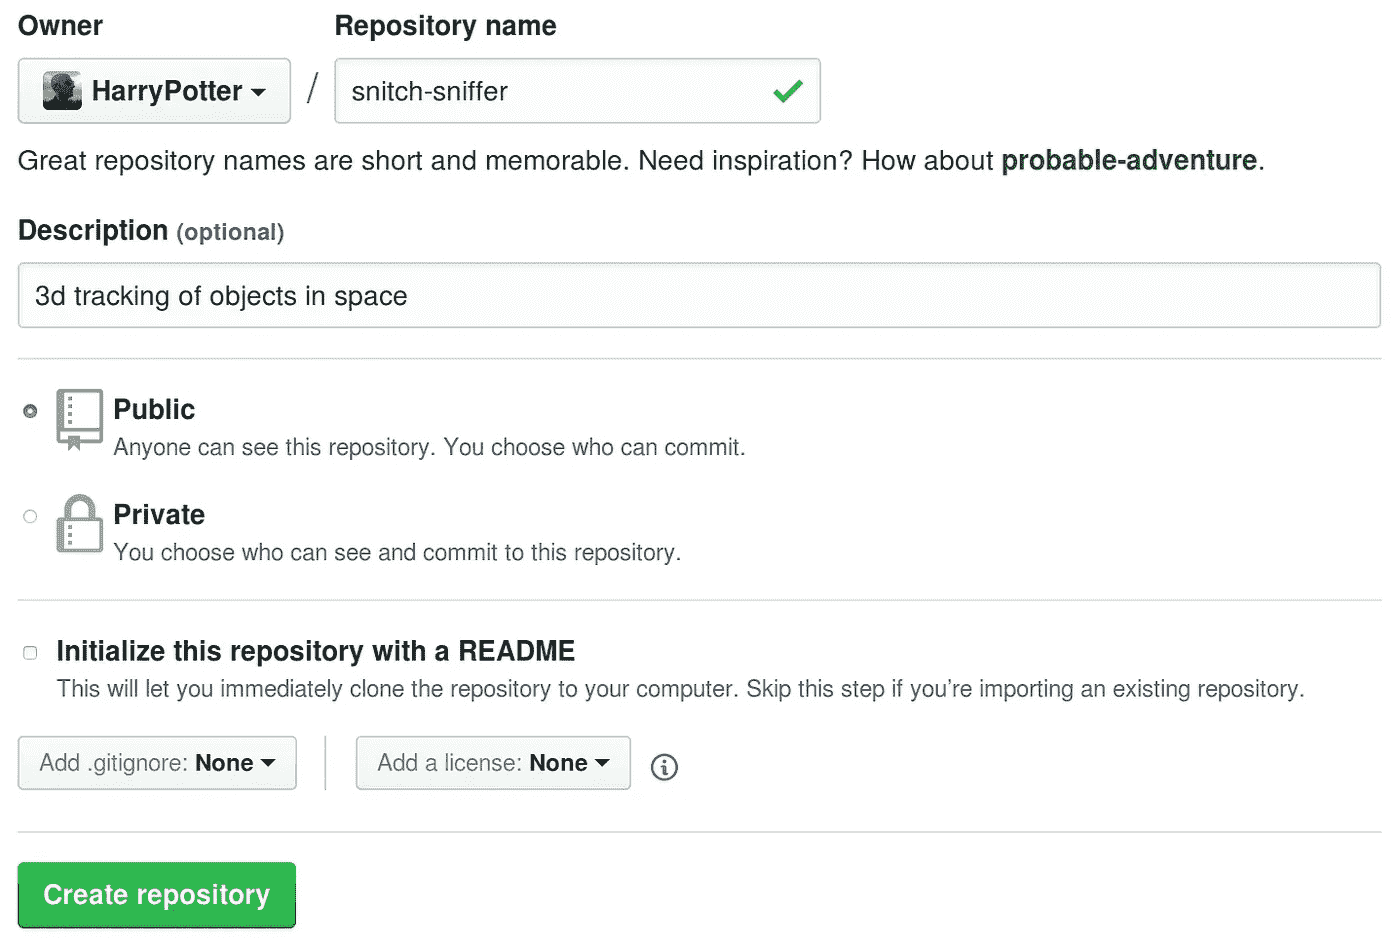 Owner Repository name
HarryPotter / snitch-sniffer
Great repository names are short and memorable. Need inspiration? How about probable-adventure.
Description (optional)
3d tracking of objects in space
Public
Anyone can see this repository. You choose who can commit.
Private
You choose who can see and commit to this repository.
Initialize this repository with a README
This will let you immediately clone the repository to your computer. Skip this step if you’re importing an existing repository.
Add .gitignore: None Add a license: None
Create repository